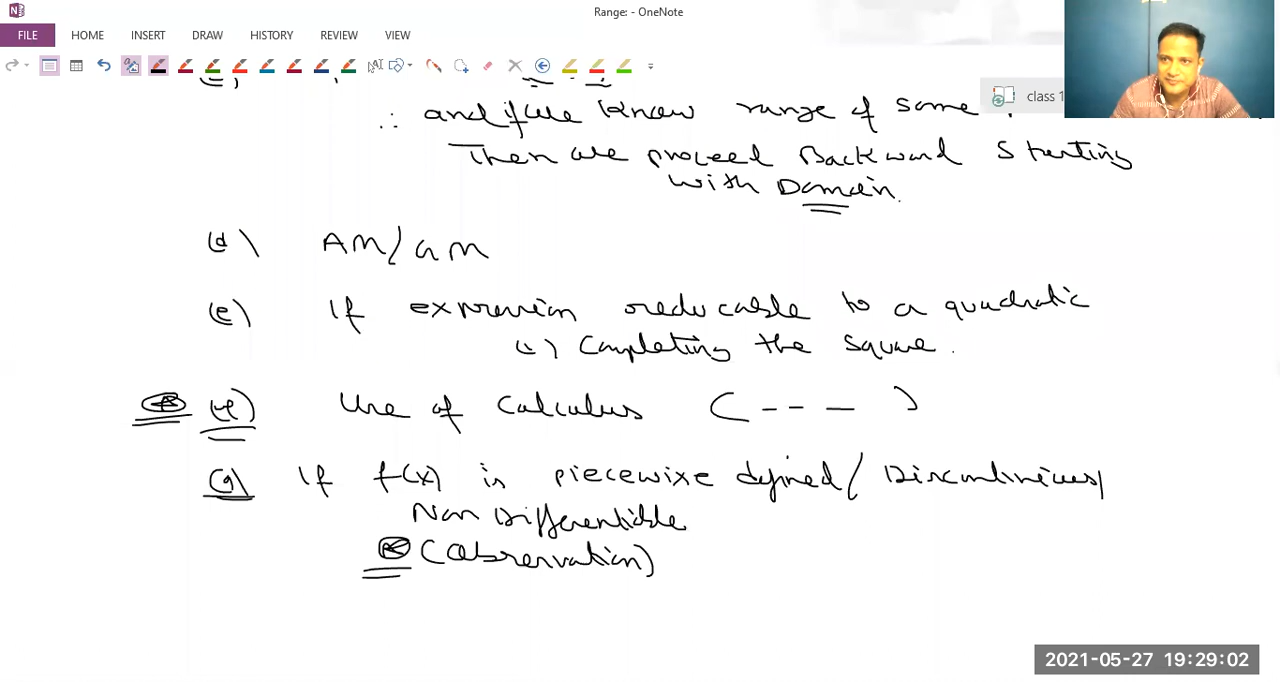 Range: - OneNote
FILE HOME INSERT DRAW HISTORY REVIEW VIEW
class 1
∴ and if we know range of some
Then we proceed Backward Starting
with Domain.
(d) AM/GM
(e) If expression reducable to a quadratic
(i) Completing the square.
(f) Use of Calculus (---)
(g) If f(x) is piecewise defined/ Discontinious/
Non Differentiable
(Observation)
2021-05-27 19:29:02